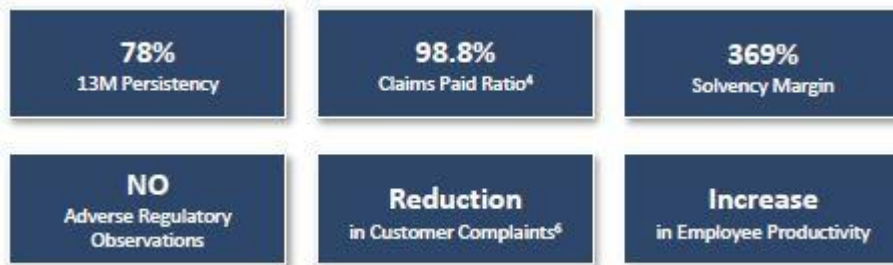 78%
13M Persistency
98.8%
Claims Paid Ratio⁴
369%
Solvency Margin
NO
Adverse Regulatory
Observations
Reduction
in Customer Complaints⁶
Increase
in Employee Productivity